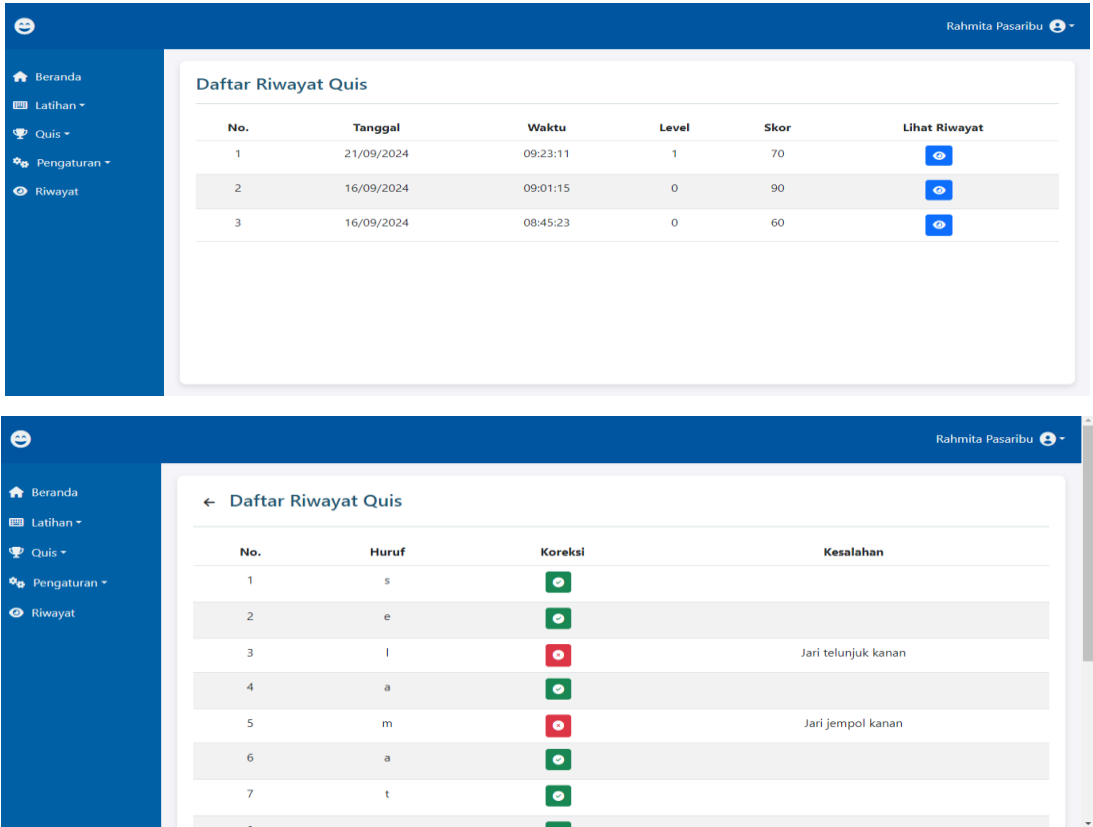 Rahmita Pasaribu
Beranda
Latihan
Quis
Pengaturan
Riwayat
Daftar Riwayat Quis
No. Tanggal Waktu Level Skor Lihat Riwayat
1 21/09/2024 09:23:11 1 70
2 16/09/2024 09:01:15 0 90
3 16/09/2024 08:45:23 0 60
Rahmita Pasaribu
Beranda
Latihan
Quis
Pengaturan
Riwayat
Daftar Riwayat Quis
No. Huruf Koreksi Kesalahan
1 s
2 e
3 l Jari telunjuk kanan
4 a
5 m Jari jempol kanan
6 a
7 t